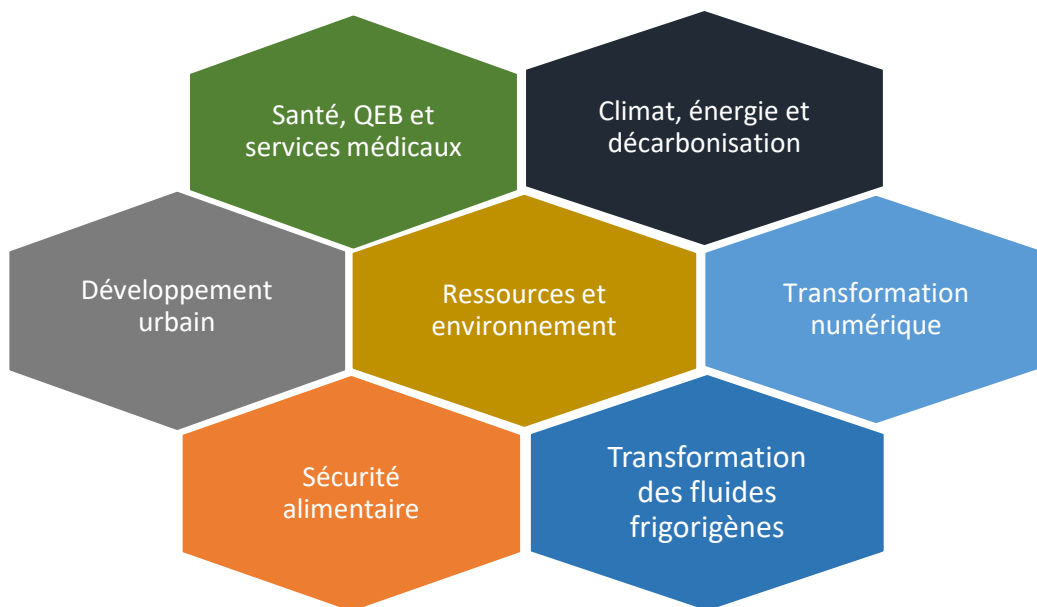 Santé, QEB et
services médicaux
Climat, énergie et
décarbonisation
Développement
urbain
Ressources et
environnement
Transformation
numérique
Sécurité
alimentaire
Transformation
des fluides
frigorigènes